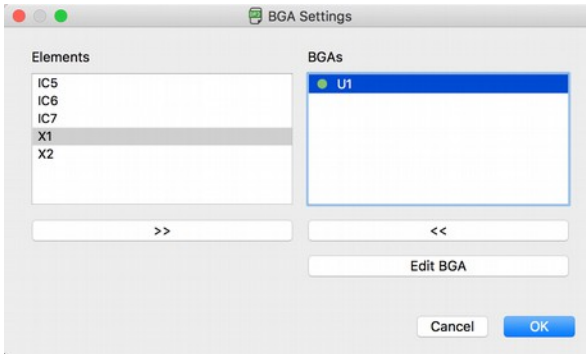 BGA Settings
Elements
IC5
IC6
IC7
X1
X2
>>
BGAs
U1
<<
Edit BGA
Cancel
OK